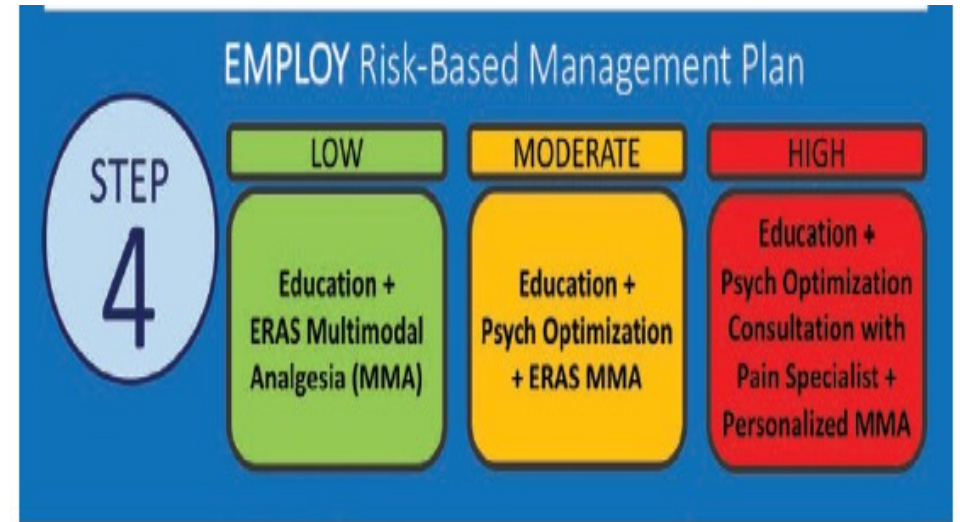 EMPLOY Risk-Based Management Plan
STEP
4
LOW
Education +
ERAS Multimodal
Analgesia (MMA)
MODERATE
Education +
Psych Optimization
+ ERAS MMA
HIGH
Education +
Psych Optimization
Consultation with
Pain Specialist +
Personalized MMA